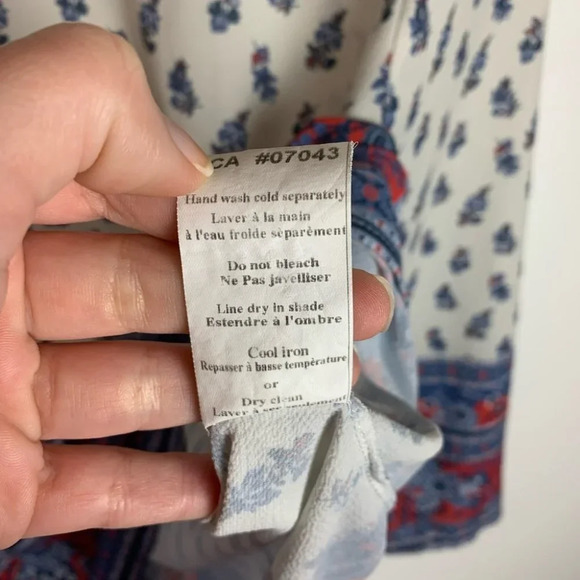 CA #07043
Hand wash cold separately
Laver à la main
à l'eau froide séparément
Do not bleach
Ne Pas javelliser
Line dry in shade
Estendre á l'ombre
Cool iron
Repasser à basse température
or
Dry clean
Laver à